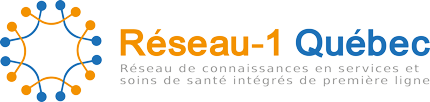 Réseau-1 Québec
Réseau de connaissances en services et
soins de santé intégrés de première ligne